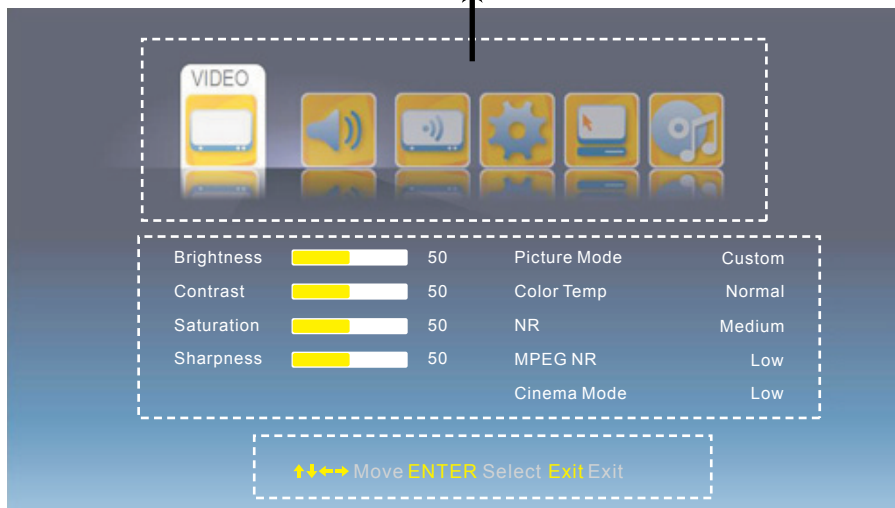 VIDEO
Brightness 50 Picture Mode Custom
Contrast 50 Color Temp Normal
Saturation 50 NR Medium
Sharpness 50 MPEG NR Low
Cinema Mode Low
Move ENTER Select Exit Exit